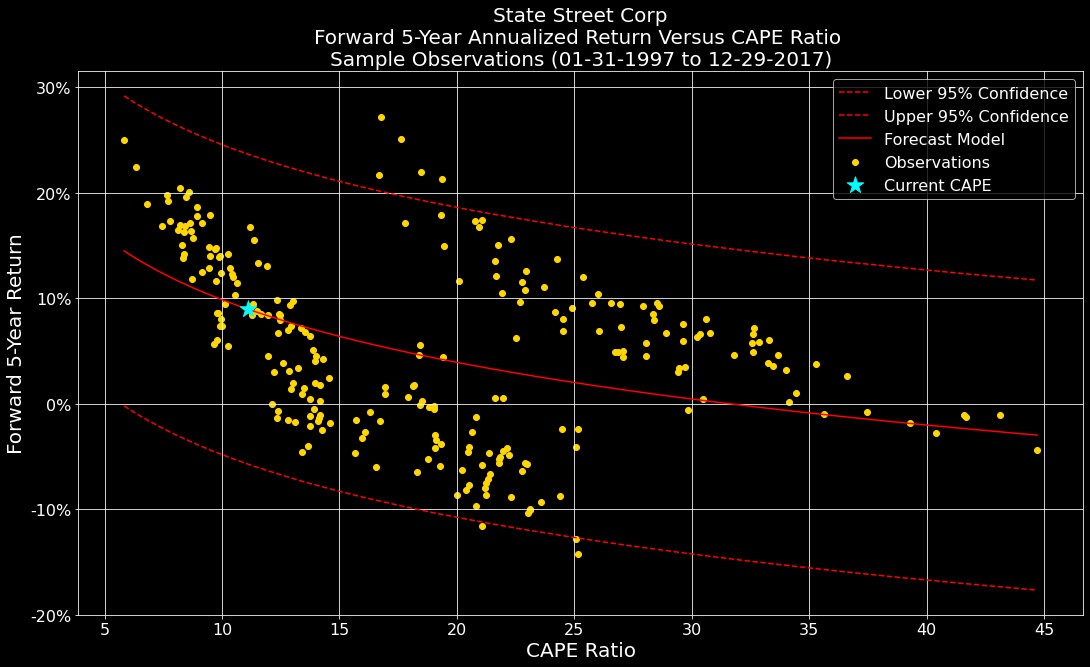 State Street Corp
Forward 5-Year Annualized Return Versus CAPE Ratio
Sample Observations (01-31-1997 to 12-29-2017)
Lower 95% Confidence
Upper 95% Confidence
Forecast Model
Observations
Current CAPE
Forward 5-Year Return
30%
20%
10%
0%
-10%
-20%
5 10 15 20 25 30 35 40 45
CAPE Ratio